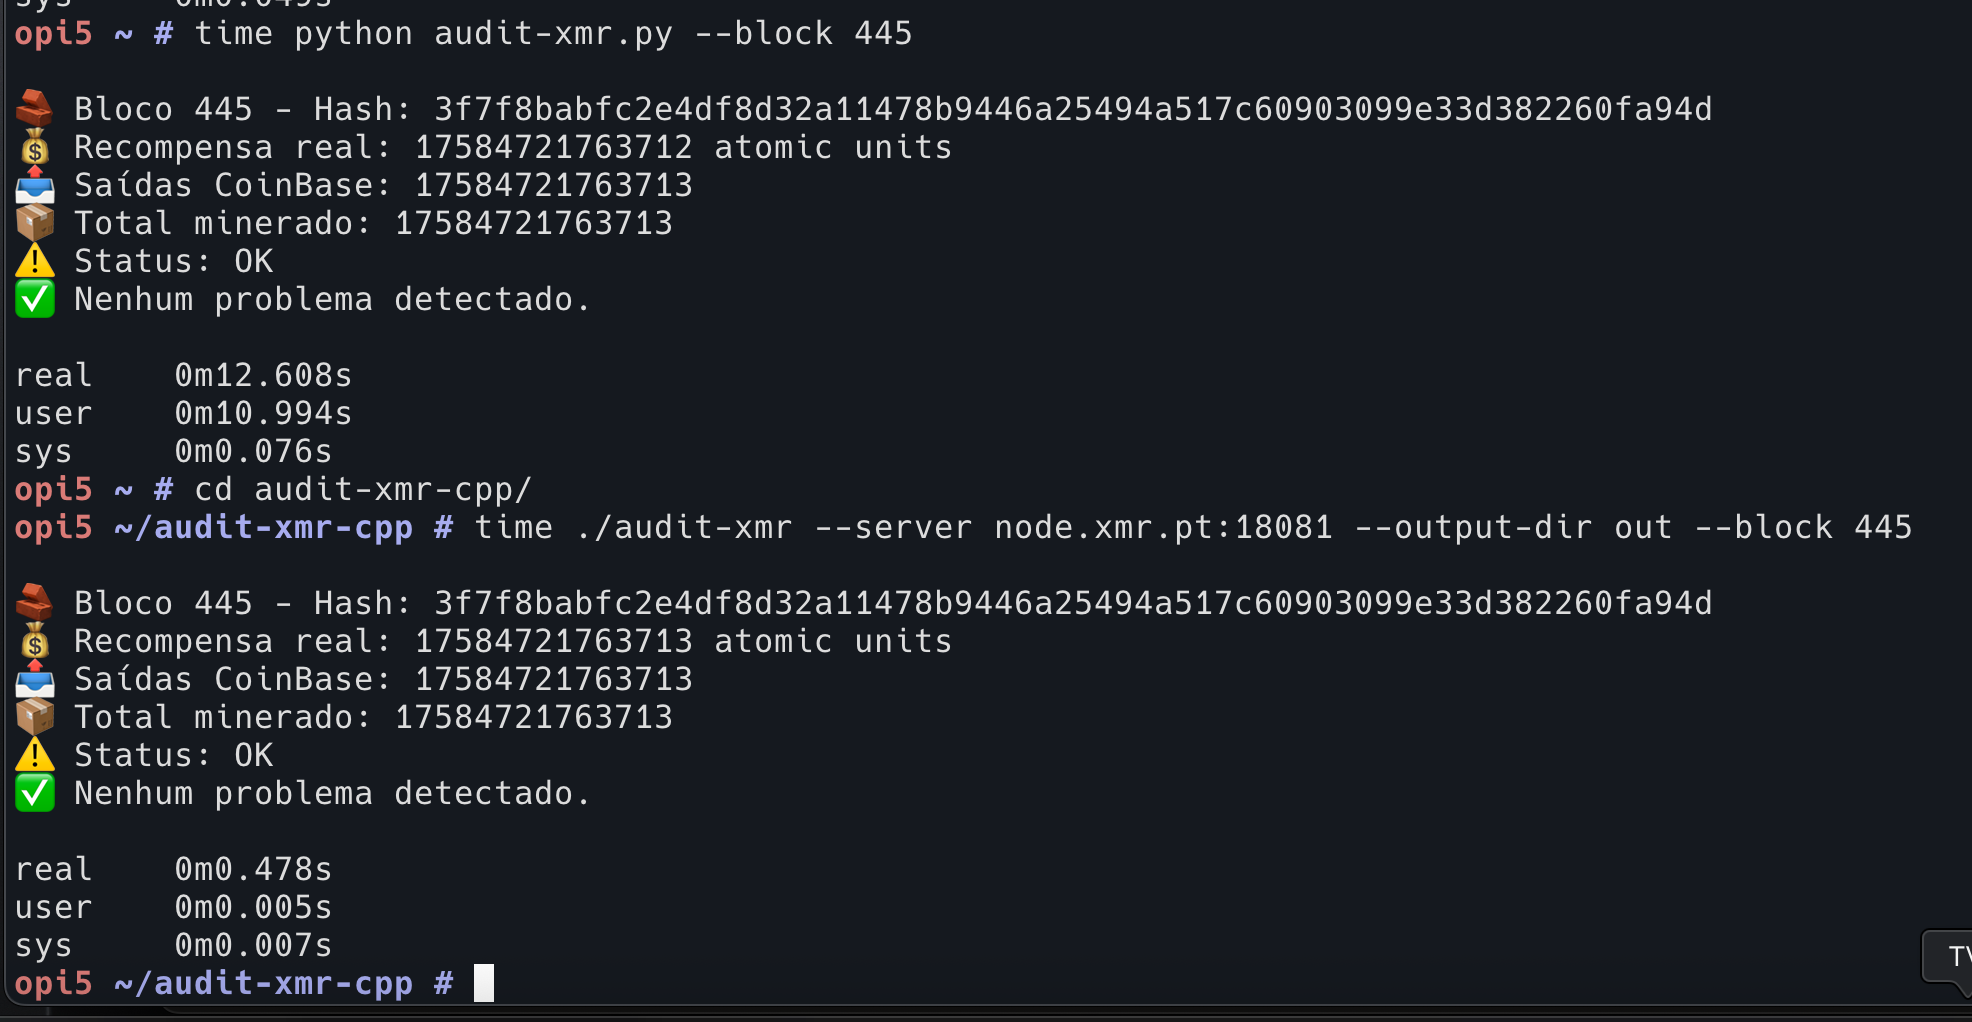 opi5 ~ # time python audit-xmr.py --block 445
Bloco 445 - Hash: 3f7f8babfc2e4df8d32a11478b9446a25494a517c60903099e33d382260fa94d
Recompensa real: 17584721763712 atomic units
Saídas CoinBase: 17584721763713
Total minerado: 17584721763713
Status: OK
Nenhum problema detectado.
real 0m12.608s
user 0m10.994s
sys 0m0.076s
opi5 ~ # cd audit-xmr-cpp/
opi5 ~/audit-xmr-cpp # time ./audit-xmr --server node.xmr.pt:18081 --output-dir out --block 445
Bloco 445 - Hash: 3f7f8babfc2e4df8d32a11478b9446a25494a517c60903099e33d382260fa94d
Recompensa real: 17584721763713 atomic units
Saídas CoinBase: 17584721763713
Total minerado: 17584721763713
Status: OK
Nenhum problema detectado.
real 0m0.478s
user 0m0.005s
sys 0m0.007s
opi5 ~/audit-xmr-cpp #